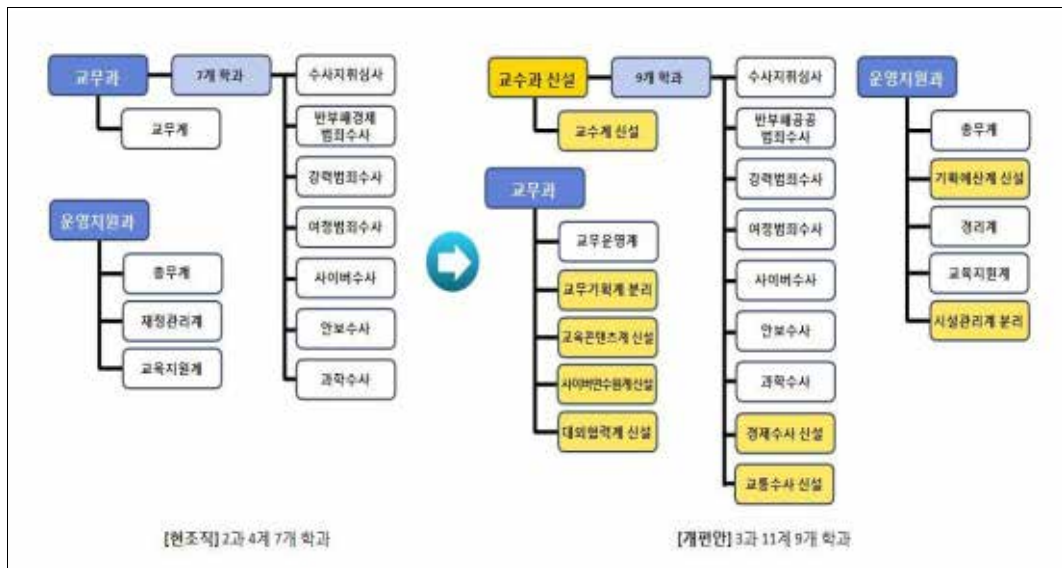 교무과
7개 학과
교무계
수사지휘심사
반부패경제
범죄수사
강력범죄수사
여청범죄수사
사이버수사
안보수사
과학수사
운영지원과
총무계
재정관리계
교육지원계
[현조직] 2과 4계 7개 학과
교수과 신설
9개 학과
교수계 신설
수사지휘심사
반부패공공
범죄수사
강력범죄수사
여청범죄수사
사이버수사
안보수사
과학수사
경제수사 신설
교통수사 신설
교무과
교무운영계
교무기획계 분리
교육콘텐츠계 신설
사이버연수원계신설
대외협력계 신설
운영지원과
총무계
기획예산계 신설
경리계
교육지원계
시설관리계 분리
[개편안] 3과 11계 9개 학과